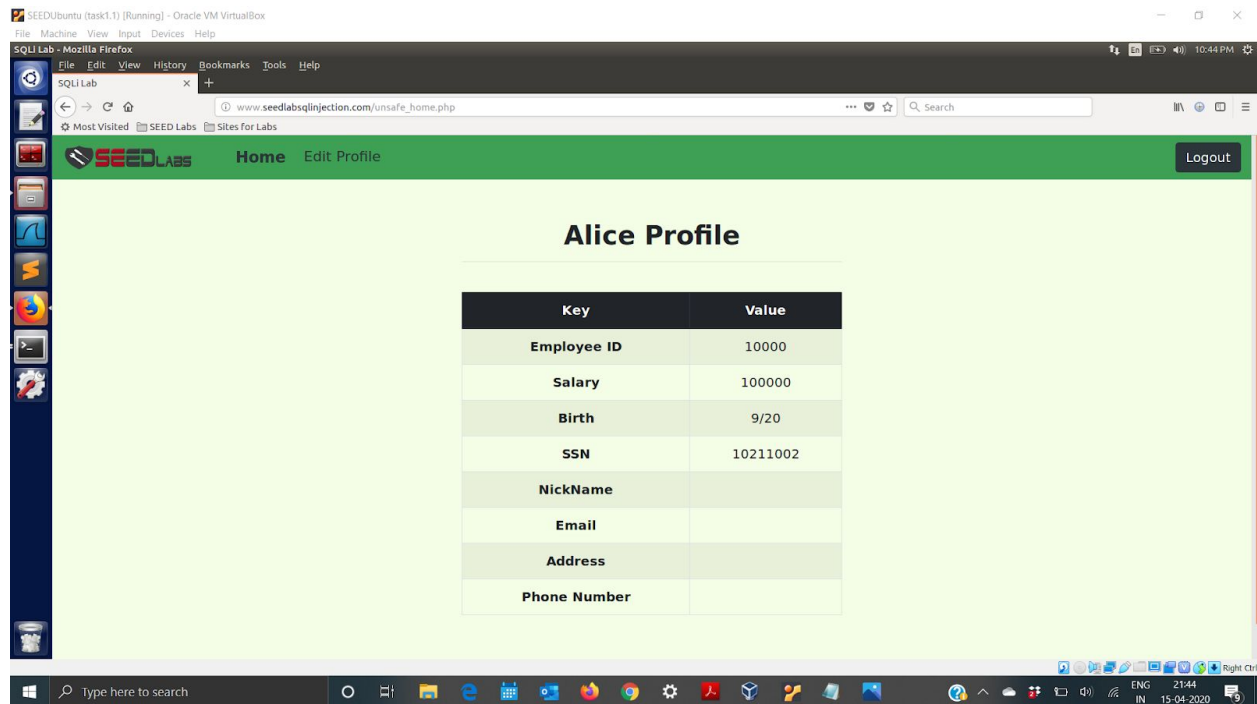 SEEDUbuntu (task1.1) [Running] - Oracle VM VirtualBox
File Machine View Input Devices Help
SQLi Lab - Mozilla Firefox
En 10:44 PM
File Edit View History Bookmarks Tools Help
SQLi Lab × +
www.seedlabsqlinjection.com/unsafe_home.php
Search
Most Visited SEED Labs Sites for Labs
SEEDLABS Home Edit Profile Logout
Alice Profile
Key Value
Employee ID 10000
Salary 100000
Birth 9/20
SSN 10211002
NickName
Email
Address
Phone Number
Right Ctrl
Type here to search
ENG 21:44
IN 15-04-2020